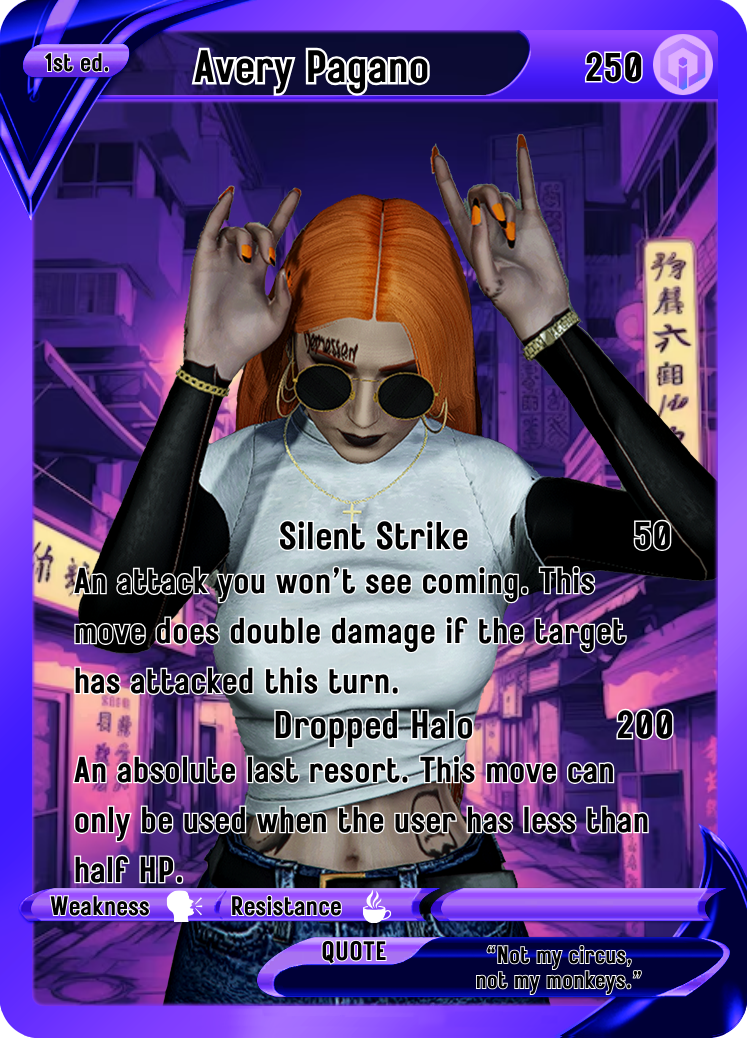 1st ed.
Avery Pagano
250
Depressed
Silent Strike 50
An attack you won't see coming. This
move does double damage if the target
has attacked this turn.
Dropped Halo 200
An absolute last resort. This move can
only be used when the user has less than
half HP.
Weakness Resistance
QUOTE
"Not my circus,
not my monkeys."